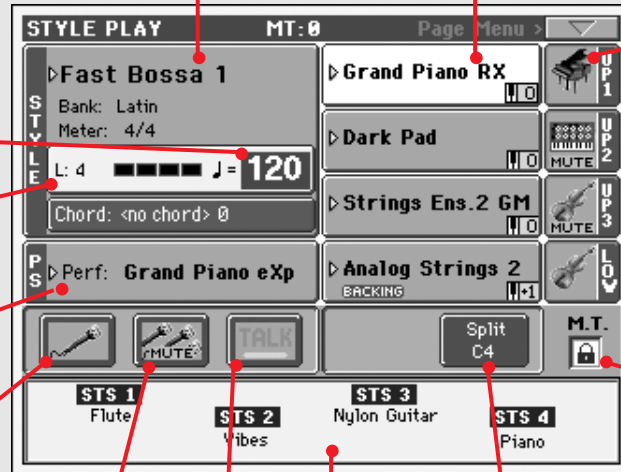 STYLE PLAY MT:0 Page Menu >
STYLE
Fast Bossa 1
Bank: Latin
Meter: 4/4
L: 4 ♩= 120
Chord: <no chord> 0
PS
Perf: Grand Piano eXp
Grand Piano RX
0
UP1
Dark Pad
0
MUTE
UP2
Strings Ens.2 GM
0
MUTE
UP3
Analog Strings 2
BACKING
+1
LOW
MUTE
TALK
Split
C4
M.T.
STS 1
Flute
STS 2
Vibes
STS 3
Nylon Guitar
STS 4
Piano